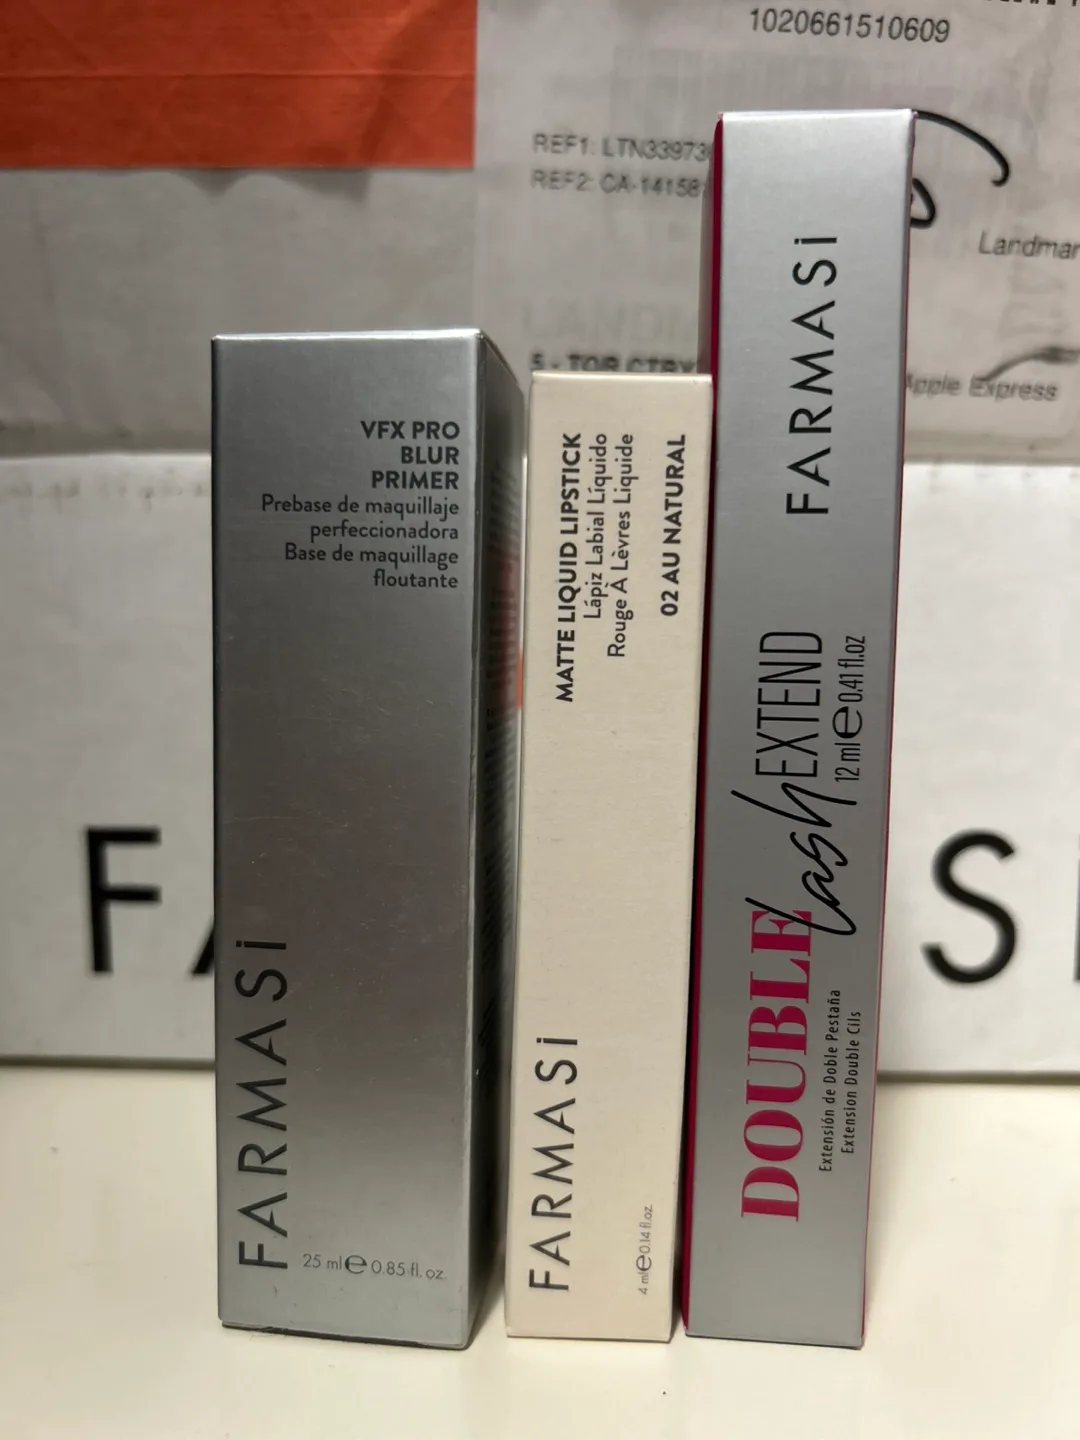 1020661510609
REF1: LTN33973
REF2: CA-14158
Landmar
5 - TOR CTRY
Apple Express
VFX PRO
BLUR
PRIMER
Prebase de maquillaje
perfeccionadora
Base de maquillage
floutante
FARMASi
25 ml e 0.85 fl. oz.
MATTE LIQUID LIPSTICK
Lápiz Labial Líquido
Rouge À Lèvres Liquide
02 AU NATURAL
FARMASi
4 ml e 0.14 fl.oz
FARMASi
DOUBLE lash EXTEND
12 ml e 0.41 fl.oz
Extensión de Doble Pestaña
Extension Double Cils
F
S